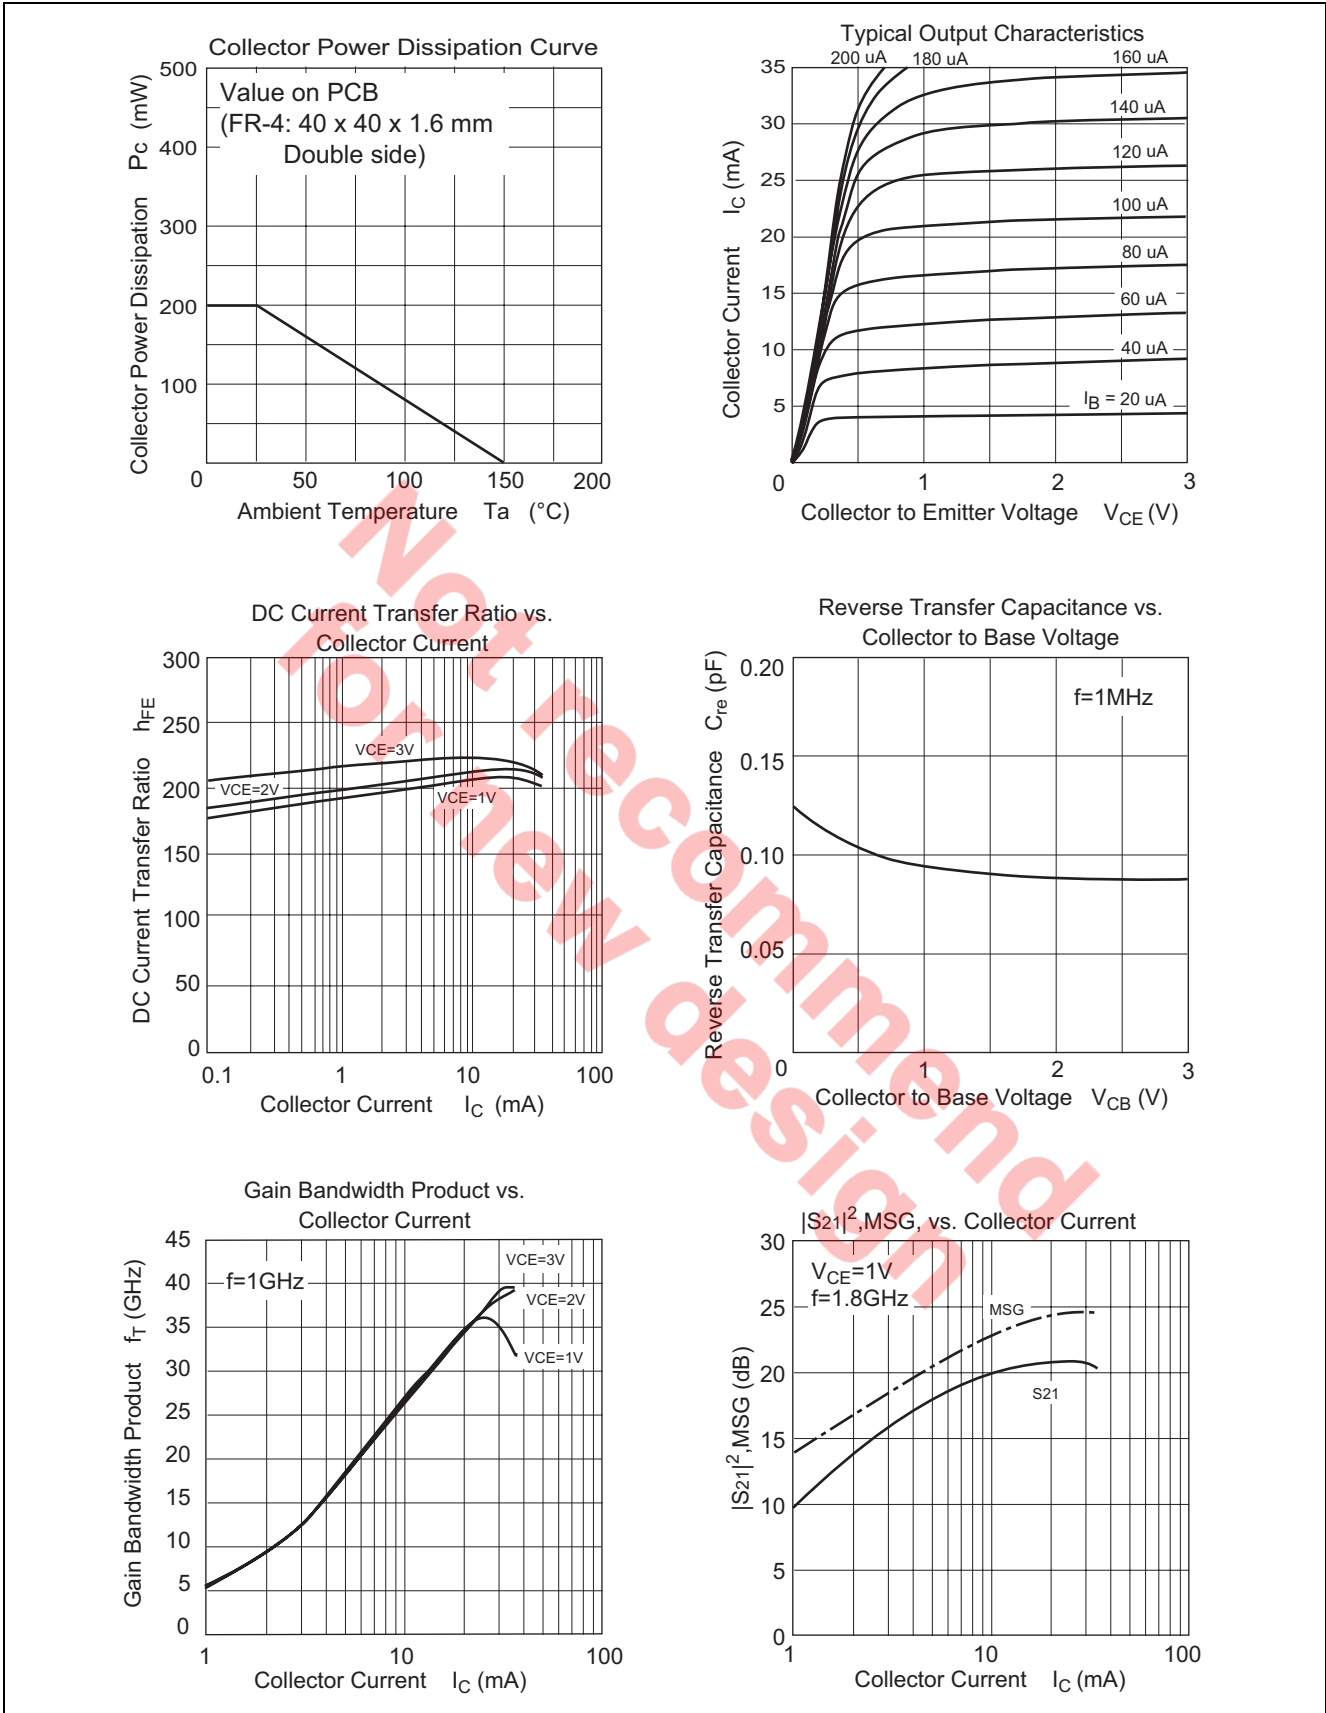 Collector Power Dissipation Curve
500
400
300
200
100
0
50
100
150
200
Value on PCB
(FR-4: 40 x 40 x 1.6 mm
Double side)
Collector Power Dissipation Pc (mW)
Ambient Temperature Ta (°C)
Typical Output Characteristics
200 uA
180 uA
160 uA
140 uA
120 uA
100 uA
80 uA
60 uA
40 uA
IB = 20 uA
35
30
25
20
15
10
5
0
1
2
3
Collector Current IC (mA)
Collector to Emitter Voltage VCE (V)
DC Current Transfer Ratio vs.
Collector Current
300
250
200
150
100
50
0
0.1
1
10
100
VCE=3V
VCE=2V
VCE=1V
DC Current Transfer Ratio hFE
Collector Current IC (mA)
Reverse Transfer Capacitance vs.
Collector to Base Voltage
0.20
0.15
0.10
0.05
0
1
2
3
f=1MHz
Reverse Transfer Capacitance Cre (pF)
Collector to Base Voltage VCB (V)
Gain Bandwidth Product vs.
Collector Current
45
40
35
30
25
20
15
10
5
0
1
10
100
f=1GHz
VCE=3V
VCE=2V
VCE=1V
Gain Bandwidth Product fT (GHz)
Collector Current IC (mA)
|S21|²,MSG, vs. Collector Current
30
25
20
15
10
5
0
1
10
100
VCE=1V
f=1.8GHz
MSG
S21
|S21|²,MSG (dB)
Collector Current IC (mA)
Not recommend
for new design